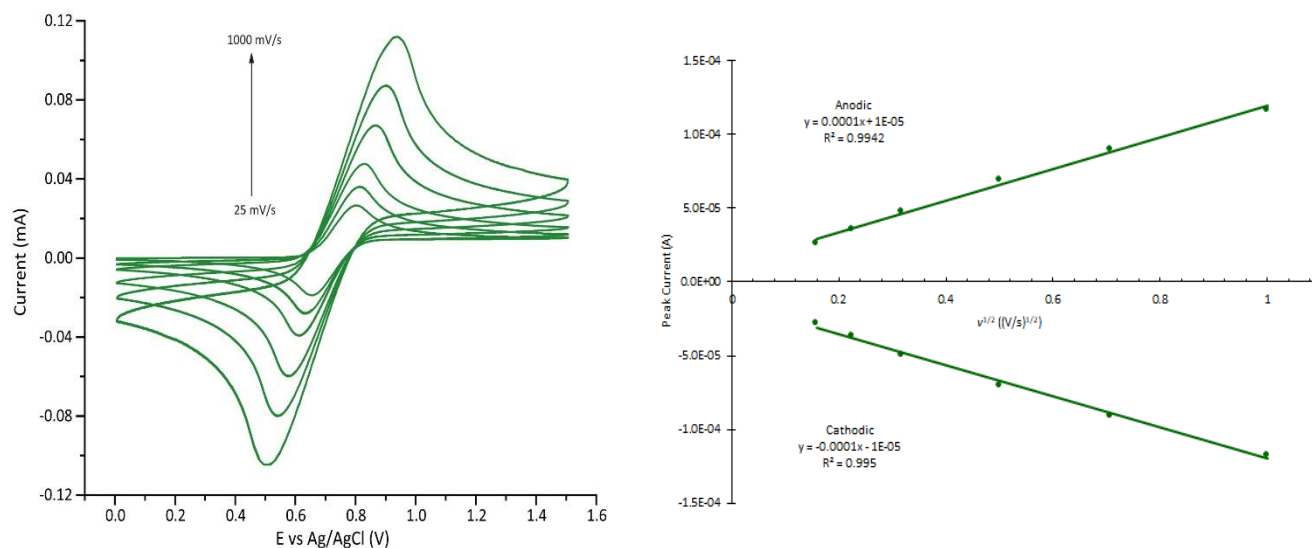 0.12
0.08
0.04
0.00
-0.04
-0.08
-0.12
Current (mA)
1000 mV/s
25 mV/s
0.0 0.2 0.4 0.6 0.8 1.0 1.2 1.4 1.6
E vs Ag/AgCl (V)
1.5E-04
1.0E-04
5.0E-05
0.0E+00
-5.0E-05
-1.0E-04
-1.5E-04
Peak Current (A)
Anodic
y = 0.0001x + 1E-05
R² = 0.9942
0 0.2 0.4 0.6 0.8 1
v¹/² ((V/s)¹/²)
Cathodic
y = -0.0001x - 1E-05
R² = 0.995